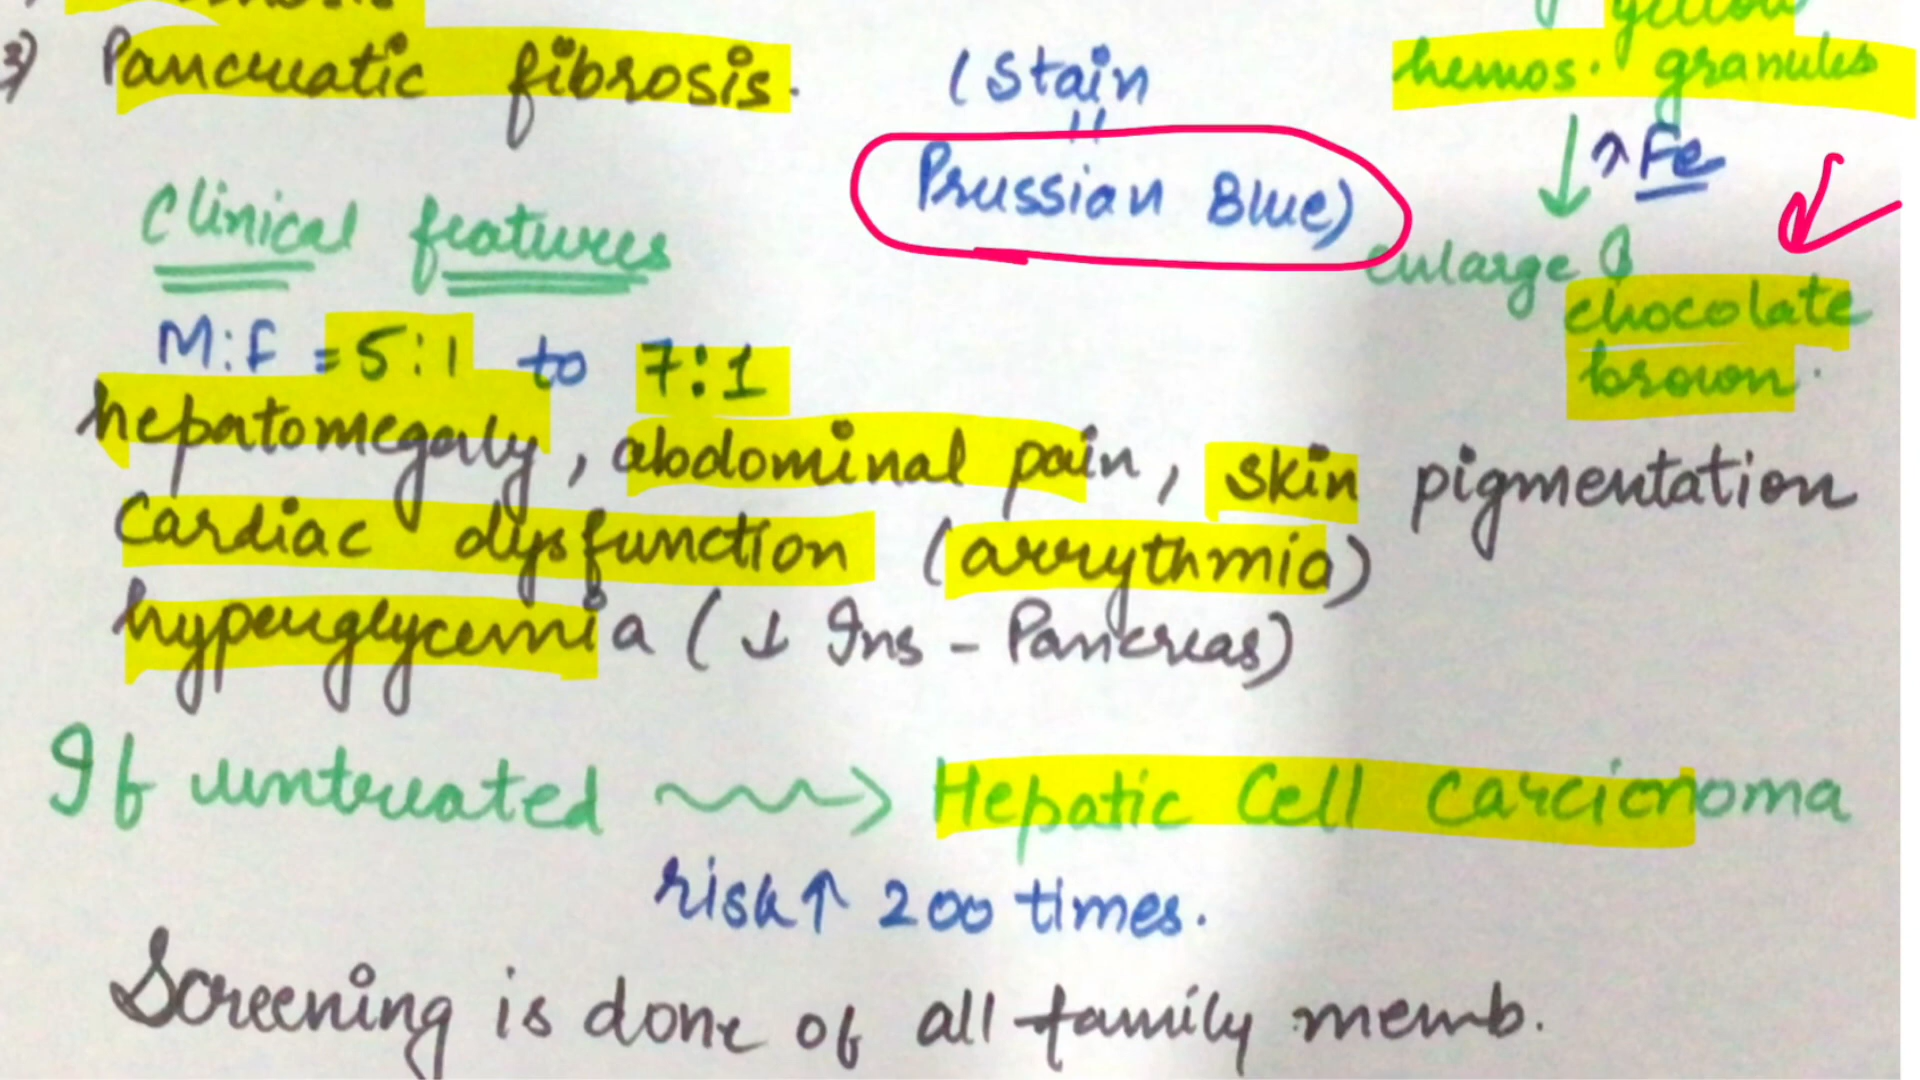 3) Pancreatic fibrosis.
(Stain
"
Prussian Blue)
yellow
hemos. granules
↓ ↑ Fe
enlarge &
chocolate
brown.
Clinical features
M:F = 5:1 to 7:1
hepatomegaly, abdominal pain, skin pigmentation
Cardiac dysfunction (arrythmia)
hyperglycemia (↓ Ins - Pancreas)
If untreated → Hepatic Cell Carcionoma
risk ↑ 200 times.
Screening is done of all family memb.